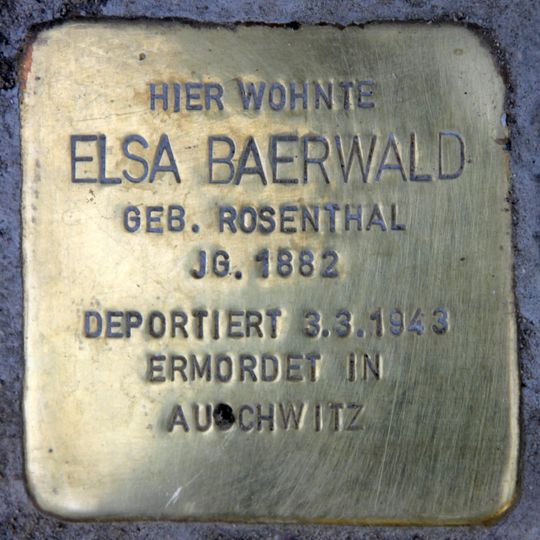 HIER WOHNTE
ELSA BAERWALD
GEB. ROSENTHAL
JG. 1882
DEPORTIERT 3.3.1943
ERMORDET IN
AUSCHWITZ